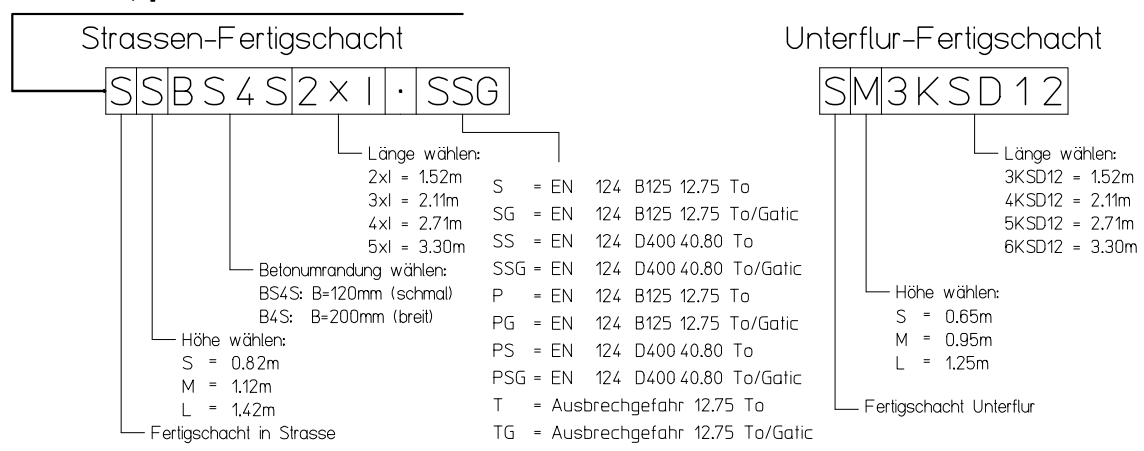 Strassen-Fertigschacht
SSBS4S2xI·SSG
Länge wählen:
2xI = 1.52m
3xI = 2.11m
4xI = 2.71m
5xI = 3.30m
Betonumrandung wählen:
BS4S: B=120mm (schmal)
B4S: B=200mm (breit)
Höhe wählen:
S = 0.82m
M = 1.12m
L = 1.42m
Fertigschacht in Strasse
S = EN 124 B125 12.75 To
SG = EN 124 B125 12.75 To/Gatic
SS = EN 124 D400 40.80 To
SSG = EN 124 D400 40.80 To/Gatic
P = EN 124 B125 12.75 To
PG = EN 124 B125 12.75 To/Gatic
PS = EN 124 D400 40.80 To
PSG = EN 124 D400 40.80 To/Gatic
T = Ausbrechgefahr 12.75 To
TG = Ausbrechgefahr 12.75 To/Gatic
Unterflur-Fertigschacht
SM3KSD12
Länge wählen:
3KSD12 = 1.52m
4KSD12 = 2.11m
5KSD12 = 2.71m
6KSD12 = 3.30m
Höhe wählen:
S = 0.65m
M = 0.95m
L = 1.25m
Fertigschacht Unterflur